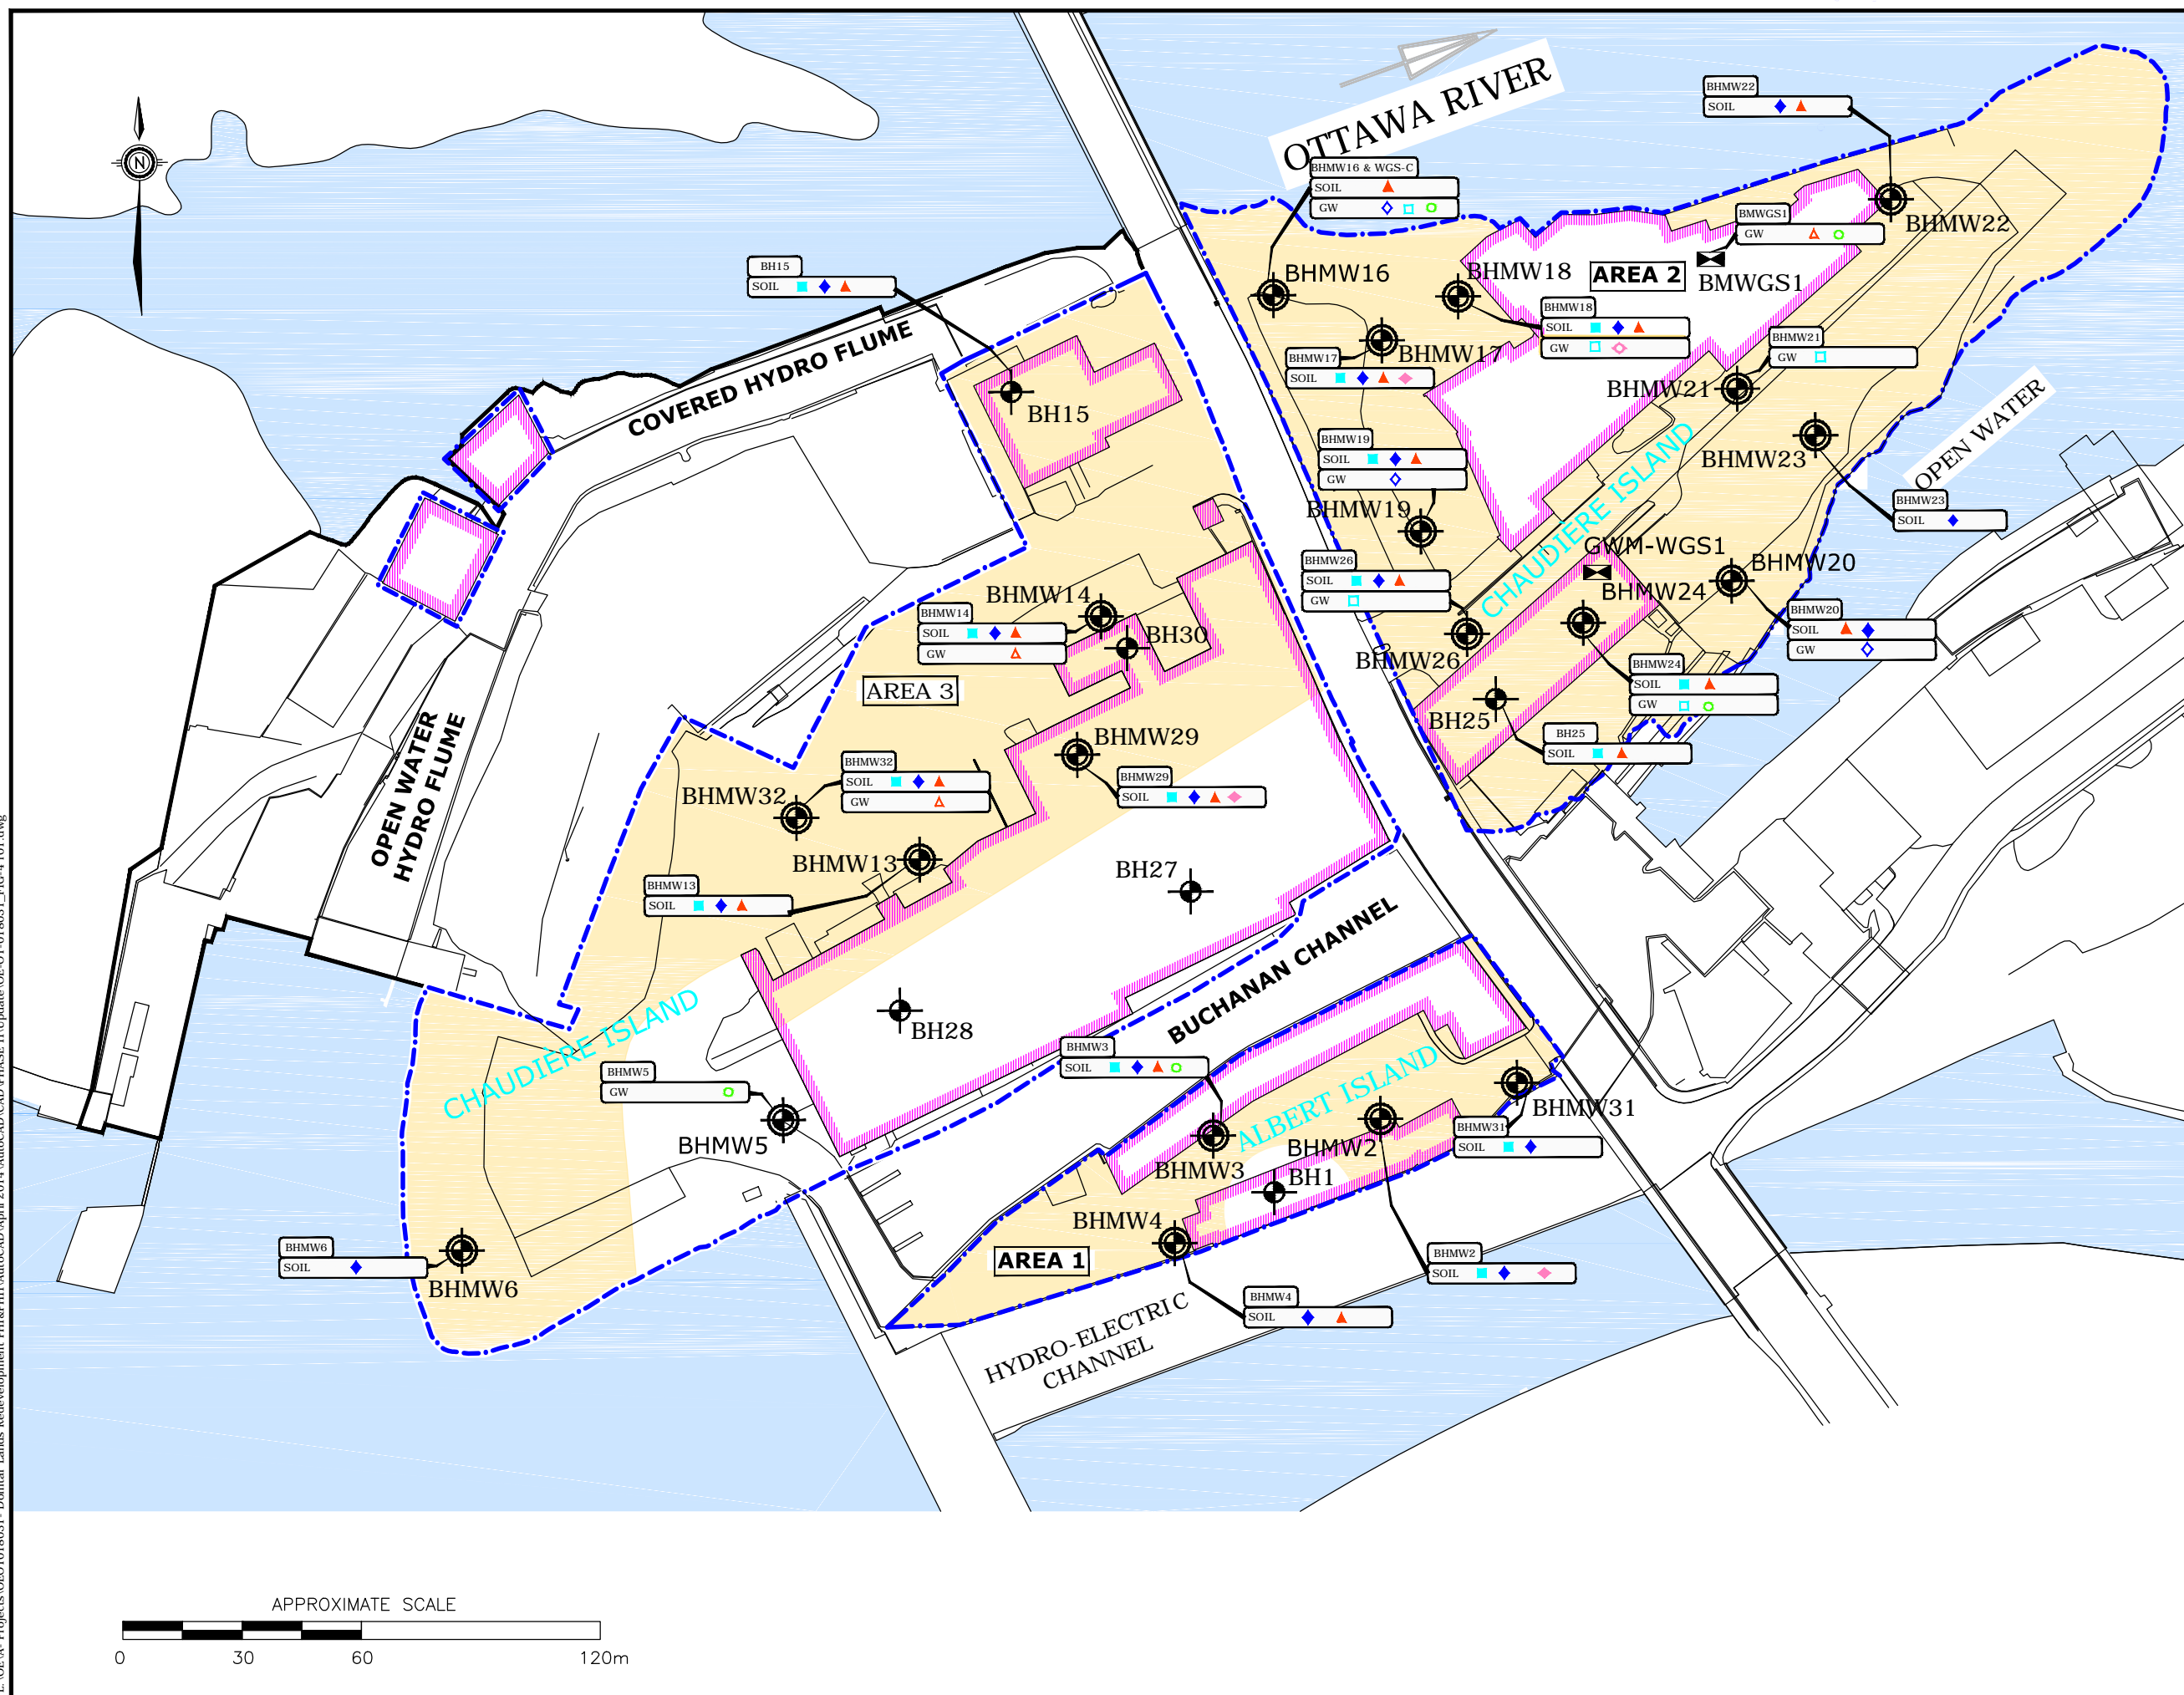 OTTAWA RIVER
N
BHMW22
SOIL
BHMW22
BHMW16 & WGS-C
SOIL
GW
BMWGS1
GW
BMWGS1
AREA 2
BHMW16
BHMW18
BHMW18
SOIL
GW
BH15
SOIL
BH15
COVERED HYDRO FLUME
BHMW17
BHMW17
SOIL
BHMW21
GW
BHMW21
BHMW23
BHMW23
SOIL
OPEN WATER
CHAUDIÈRE ISLAND
BHMW19
SOIL
GW
BHMW19
GWM-WGS1
BHMW26
SOIL
GW
BHMW26
BHMW24
BHMW20
BHMW20
SOIL
GW
BHMW24
SOIL
GW
BH25
BH25
SOIL
BHMW14
BHMW14
SOIL
GW
BH30
AREA 3
BHMW29
BHMW29
SOIL
BHMW32
SOIL
GW
BHMW32
BHMW13
BHMW13
SOIL
OPEN WATER
HYDRO FLUME
BH27
BH28
BUCHANAN CHANNEL
CHAUDIÈRE ISLAND
BHMW5
GW
BHMW5
BHMW3
SOIL
BHMW3
ALBERT ISLAND
BHMW2
BH1
BHMW31
BHMW31
SOIL
BHMW4
AREA 1
BHMW2
SOIL
BHMW4
SOIL
BHMW6
SOIL
BHMW6
HYDRO-ELECTRIC
CHANNEL
APPROXIMATE SCALE
0 30 60 120m